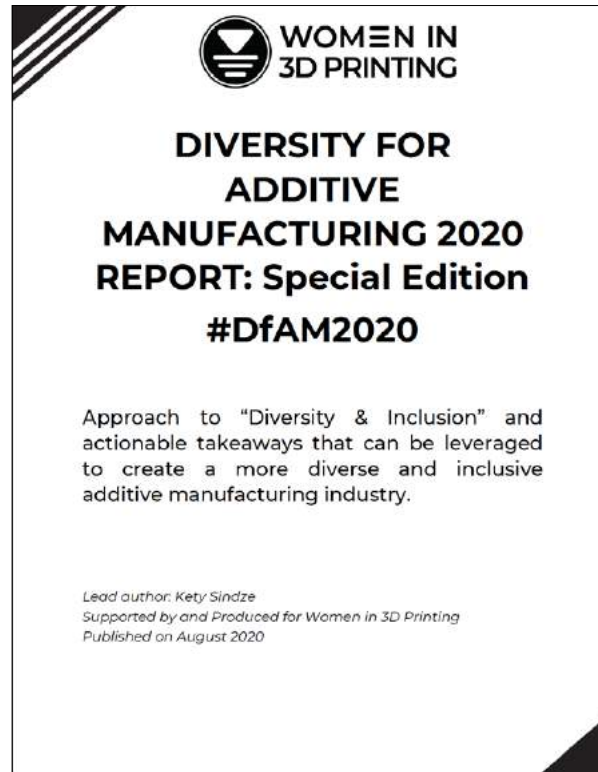 WOMEN IN
3D PRINTING
DIVERSITY FOR
ADDITIVE
MANUFACTURING 2020
REPORT: Special Edition
#DfAM2020
Approach to “Diversity & Inclusion” and
actionable takeaways that can be leveraged
to create a more diverse and inclusive
additive manufacturing industry.
Lead author: Kety Sindze
Supported by and Produced for Women in 3D Printing
Published on August 2020